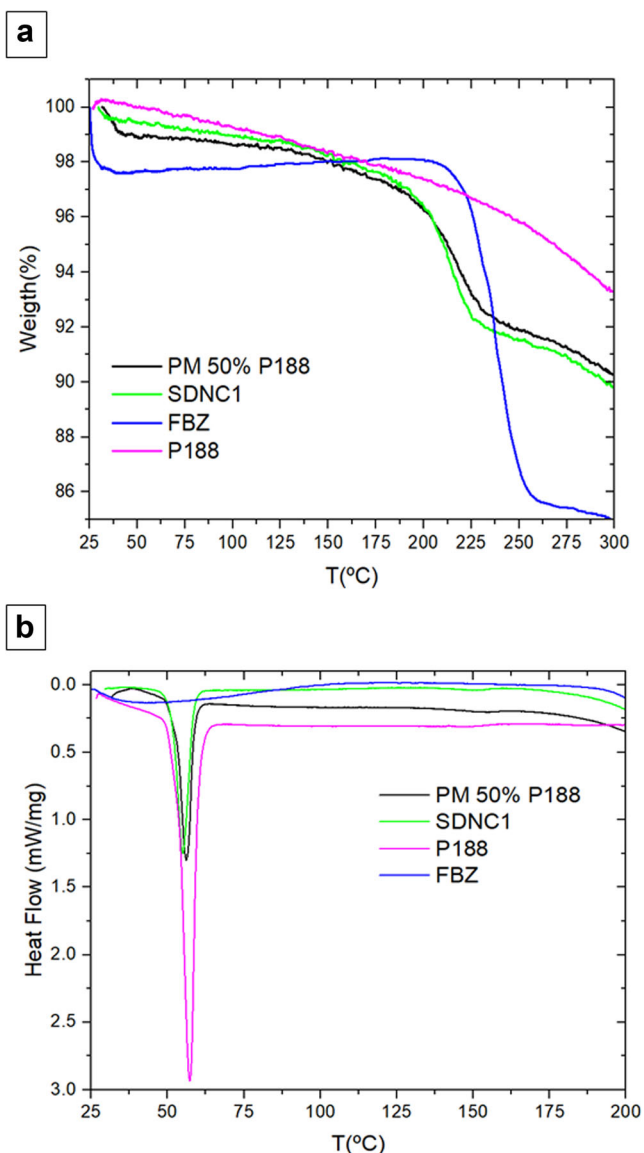 a
100
98
96
94
92
90
88
86
Weigth(%)
PM 50% P188
SDNC1
FBZ
P188
25 50 75 100 125 150 175 200 225 250 275 300
T(ºC)
b
0.0
0.5
1.0
1.5
2.0
2.5
3.0
Heat Flow (mW/mg)
PM 50% P188
SDNC1
P188
FBZ
25 50 75 100 125 150 175 200
T(ºC)